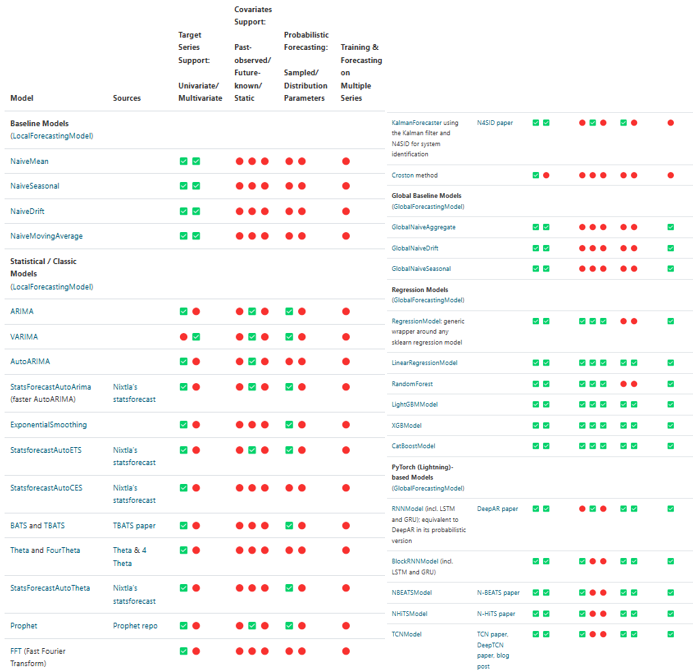 Model
Sources
Target
Series
Support:
Univariate/
Multivariate
Covariates
Support:
Past-
observed/
Future-
known/
Static
Probabilistic
Forecasting:
Sampled/
Distribution
Parameters
Training &
Forecasting
on
Multiple
Series
Baseline Models
(LocalForecastingModel)
NaiveMean
NaiveSeasonal
NaiveDrift
NaiveMovingAverage
Statistical / Classic
Models
(LocalForecastingModel)
ARIMA
VARIMA
AutoARIMA
StatsForecastAutoArima
(faster AutoARIMA)
Nixtla's
statsforecast
ExponentialSmoothing
StatsforecastAutoETS
Nixtla's
statsforecast
StatsforecastAutoCES
Nixtla's
statsforecast
BATS and TBATS
TBATS paper
Theta and FourTheta
Theta & 4
Theta
StatsForecastAutoTheta
Nixtla's
statsforecast
Prophet
Prophet repo
FFT (Fast Fourier
Transform)
KalmanForecaster using
the Kalman filter and
N4SID for system
identification
N4SID paper
Croston method
Global Baseline Models
(GlobalForecastingModel)
GlobalNaiveAggregate
GlobalNaiveDrift
GlobalNaiveSeasonal
Regression Models
(GlobalForecastingModel)
RegressionModel: generic
wrapper around any
sklearn regression model
LinearRegressionModel
RandomForest
LightGBMModel
XGBModel
CatBoostModel
PyTorch (Lightning)-
based Models
(GlobalForecastingModel)
RNNModel (incl. LSTM
and GRU); equivalent to
DeepAR in its probabilistic
version
DeepAR paper
BlockRNNModel (incl.
LSTM and GRU)
NBEATSModel
N-BEATS paper
NHiTSModel
N-HiTS paper
TCNModel
TCN paper,
DeepTCN
paper, blog
post